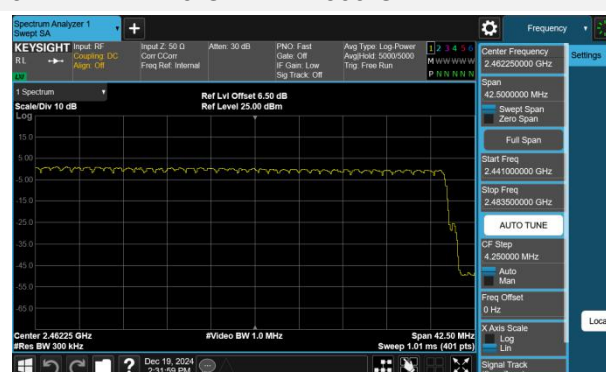 Spectrum Analyzer 1
Swept SA
+
Frequency
KEYSIGHT
RL
LW
Input: RF
Coupling: DC
Align: Off
Input Z: 50 Ω
Corr CCorr
Freq Ref: Internal
Atten: 30 dB
PNO: Fast
Gate: Off
IF Gain: Low
Sig Track: Off
Avg Type: Log-Power
Avg|Hold: 5000/5000
Trig: Free Run
1 2 3 4 5 6
M W W W W W
P N N N N N
Center Frequency
2.462250000 GHz
Settings
Span
42.5000000 MHz
Swept Span
Zero Span
Full Span
Start Freq
2.441000000 GHz
Stop Freq
2.483500000 GHz
AUTO TUNE
CF Step
4.250000 MHz
Auto
Man
Freq Offset
0 Hz
X Axis Scale
Log
Lin
Signal Track
Loca
1 Spectrum
Scale/Div 10 dB
Log
Ref Lvl Offset 6.50 dB
Ref Level 25.00 dBm
15.0
5.00
-5.00
-15.0
-25.0
-35.0
-45.0
-55.0
-65.0
Center 2.46225 GHz
#Res BW 300 kHz
#Video BW 1.0 MHz
Span 42.50 MHz
Sweep 1.01 ms (401 pts)
?
Dec 19, 2024
2:31:59 PM